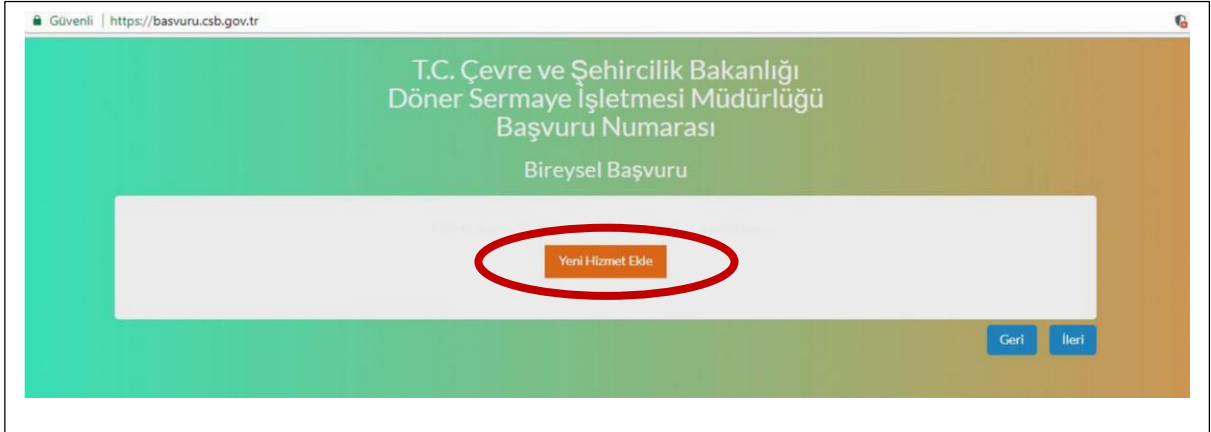 Güvenli | https://basvuru.csb.gov.tr
T.C. Çevre ve Şehircilik Bakanlığı
Döner Sermaye İşletmesi Müdürlüğü
Başvuru Numarası
Bireysel Başvuru
Yeni Hizmet Ekle
Geri İleri